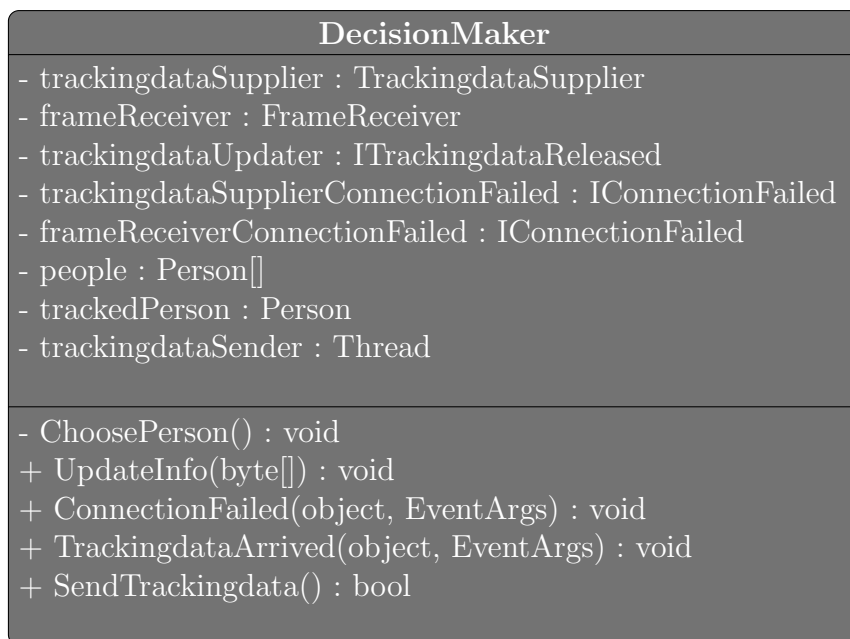 DecisionMaker
- trackingdataSupplier : TrackingdataSupplier
- frameReceiver : FrameReceiver
- trackingdataUpdater : ITrackingdataReleased
- trackingdataSupplierConnectionFailed : IConnectionFailed
- frameReceiverConnectionFailed : IConnectionFailed
- people : Person[]
- trackedPerson : Person
- trackingdataSender : Thread
- ChoosePerson() : void
+ UpdateInfo(byte[]) : void
+ ConnectionFailed(object, EventArgs) : void
+ TrackingdataArrived(object, EventArgs) : void
+ SendTrackingdata() : bool